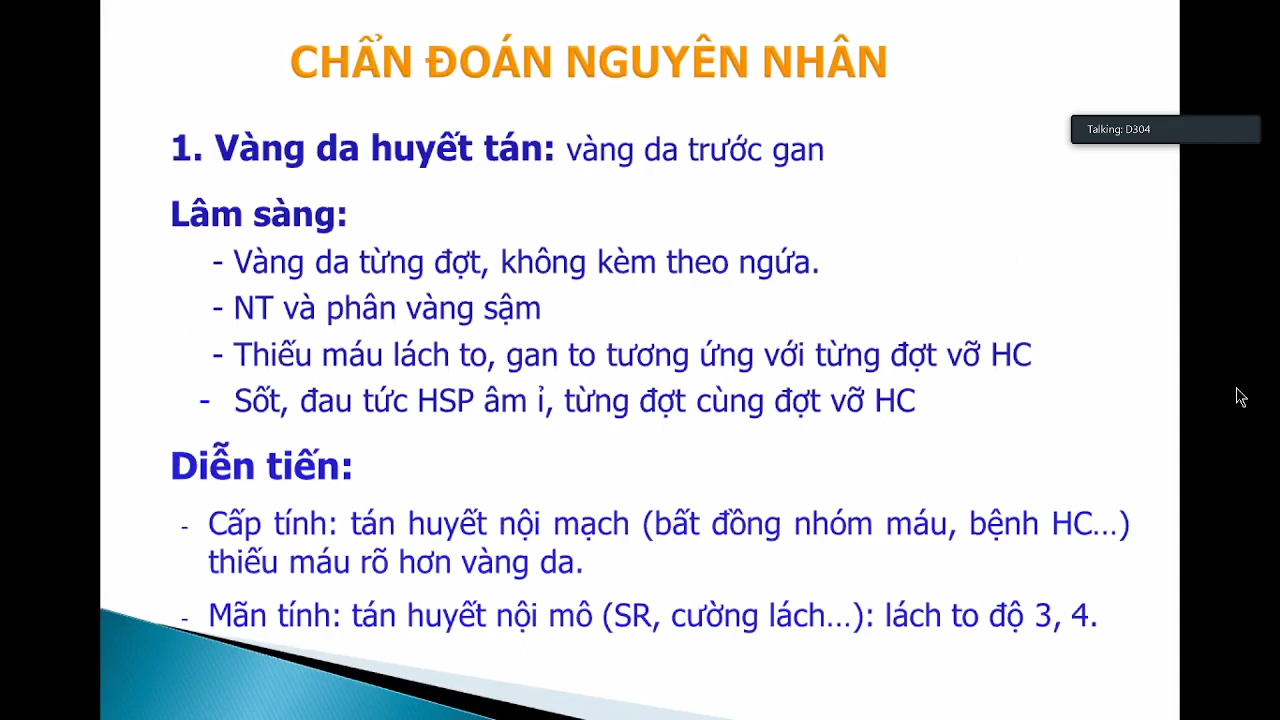 CHẨN ĐOÁN NGUYÊN NHÂN
Talking: D304
1. Vàng da huyết tán: vàng da trước gan
Lâm sàng:
- Vàng da từng đợt, không kèm theo ngứa.
- NT và phân vàng sậm
- Thiếu máu lách to, gan to tương ứng với từng đợt vỡ HC
- Sốt, đau tức HSP âm ỉ, từng đợt cùng đợt vỡ HC
Diễn tiến:
- Cấp tính: tán huyết nội mạch (bất đồng nhóm máu, bệnh HC…)
thiếu máu rõ hơn vàng da.
- Mãn tính: tán huyết nội mô (SR, cường lách…): lách to độ 3, 4.